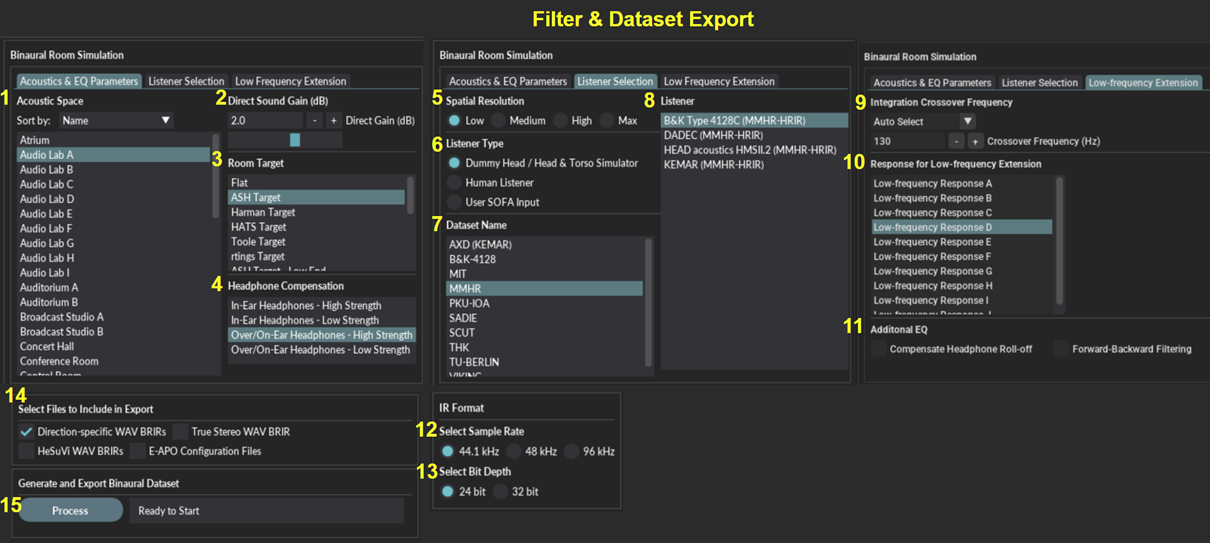 Filter & Dataset Export
Binaural Room Simulation
Acoustics & EQ Parameters Listener Selection Low Frequency Extension
1 Acoustic Space
Sort by: Name
Atrium
Audio Lab A
Audio Lab B
Audio Lab C
Audio Lab D
Audio Lab E
Audio Lab F
Audio Lab G
Audio Lab H
Audio Lab I
Auditorium A
Auditorium B
Broadcast Studio A
Broadcast Studio B
Concert Hall
Conference Room
Control Room
2 Direct Sound Gain (dB)
2.0 - + Direct Gain (dB)
3 Room Target
Flat
ASH Target
Harman Target
HATS Target
Toole Target
rtings Target
ASH Target - Low End
4 Headphone Compensation
In-Ear Headphones - High Strength
In-Ear Headphones - Low Strength
Over/On-Ear Headphones - High Strength
Over/On-Ear Headphones - Low Strength
Binaural Room Simulation
Acoustics & EQ Parameters Listener Selection Low Frequency Extension
5 Spatial Resolution
Low Medium High Max
6 Listener Type
Dummy Head / Head & Torso Simulator
Human Listener
User SOFA Input
7 Dataset Name
AXD (KEMAR)
B&K-4128
MIT
MMHR
PKU-IOA
SADIE
SCUT
THK
TU-BERLIN
VIKING
8 Listener
B&K Type 4128C (MMHR-HRIR)
DADEC (MMHR-HRIR)
HEAD acoustics HMSII.2 (MMHR-HRIR)
KEMAR (MMHR-HRIR)
Binaural Room Simulation
Acoustics & EQ Parameters Listener Selection Low-frequency Extension
9 Integration Crossover Frequency
Auto Select
130 - + Crossover Frequency (Hz)
10 Response for Low-frequency Extension
Low-frequency Response A
Low-frequency Response B
Low-frequency Response C
Low-frequency Response D
Low-frequency Response E
Low-frequency Response F
Low-frequency Response G
Low-frequency Response H
Low-frequency Response I
Low-frequency Response J
11 Additonal EQ
Compensate Headphone Roll-off Forward-Backward Filtering
14 Select Files to Include in Export
Direction-specific WAV BRIRs True Stereo WAV BRIR
HeSuVi WAV BRIRs E-APO Configuration Files
Generate and Export Binaural Dataset
15 Process Ready to Start
IR Format
12 Select Sample Rate
44.1 kHz 48 kHz 96 kHz
13 Select Bit Depth
24 bit 32 bit